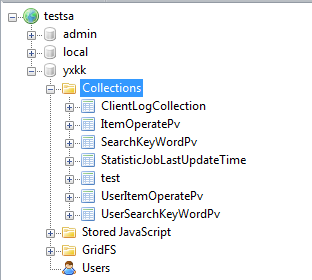 testsa
admin
local
yxkk
Collections
ClientLogCollection
ItemOperatePv
SearchKeyWordPv
StatisticJobLastUpdateTime
test
UserItemOperatePv
UserSearchKeyWordPv
Stored JavaScript
GridFS
Users